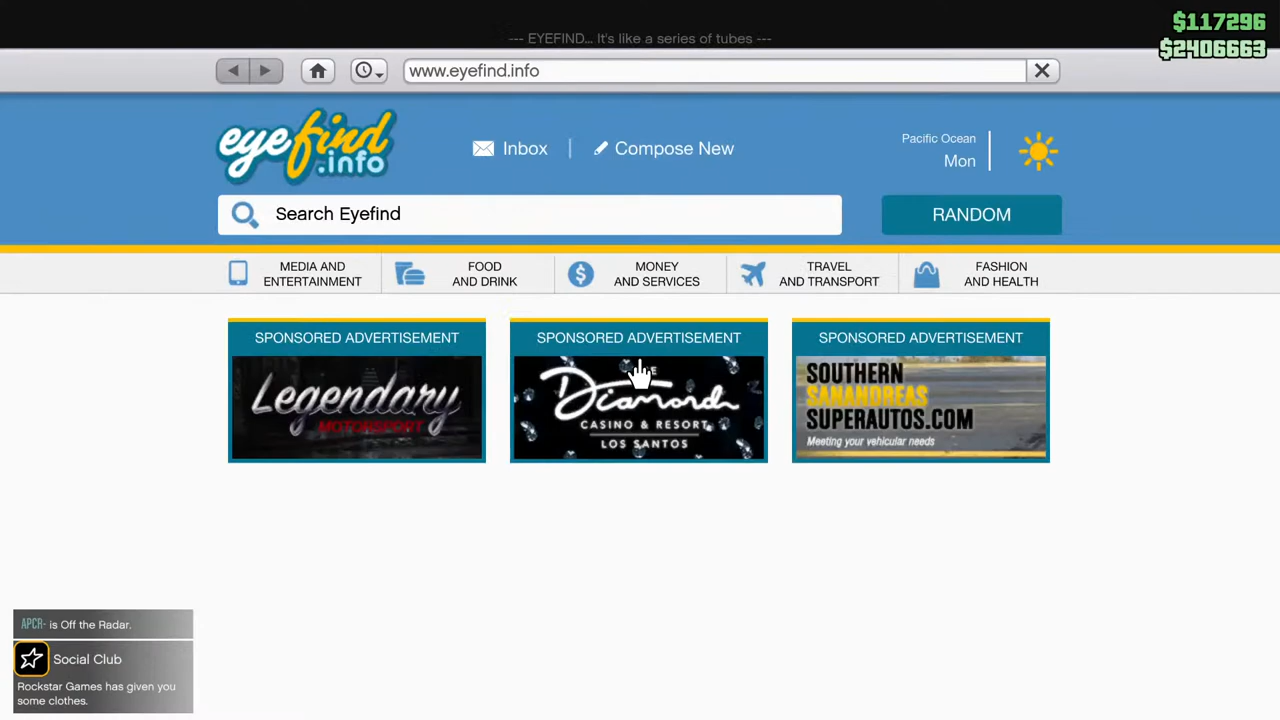 $117296
$2406663
--- EYEFIND... It's like a series of tubes ---
www.eyefind.info
eyefind
.info
Inbox
Compose New
Pacific Ocean
Mon
Search Eyefind
RANDOM
MEDIA AND
ENTERTAINMENT
FOOD
AND DRINK
MONEY
AND SERVICES
TRAVEL
AND TRANSPORT
FASHION
AND HEALTH
SPONSORED ADVERTISEMENT
Legendary
MOTORSPORT
SPONSORED ADVERTISEMENT
Diamond
CASINO & RESORT
LOS SANTOS
SPONSORED ADVERTISEMENT
SOUTHERN
SANANDREAS
SUPERAUTOS.COM
Meeting your vehicular needs
APCR- is Off the Radar.
Social Club
Rockstar Games has given you
some clothes.